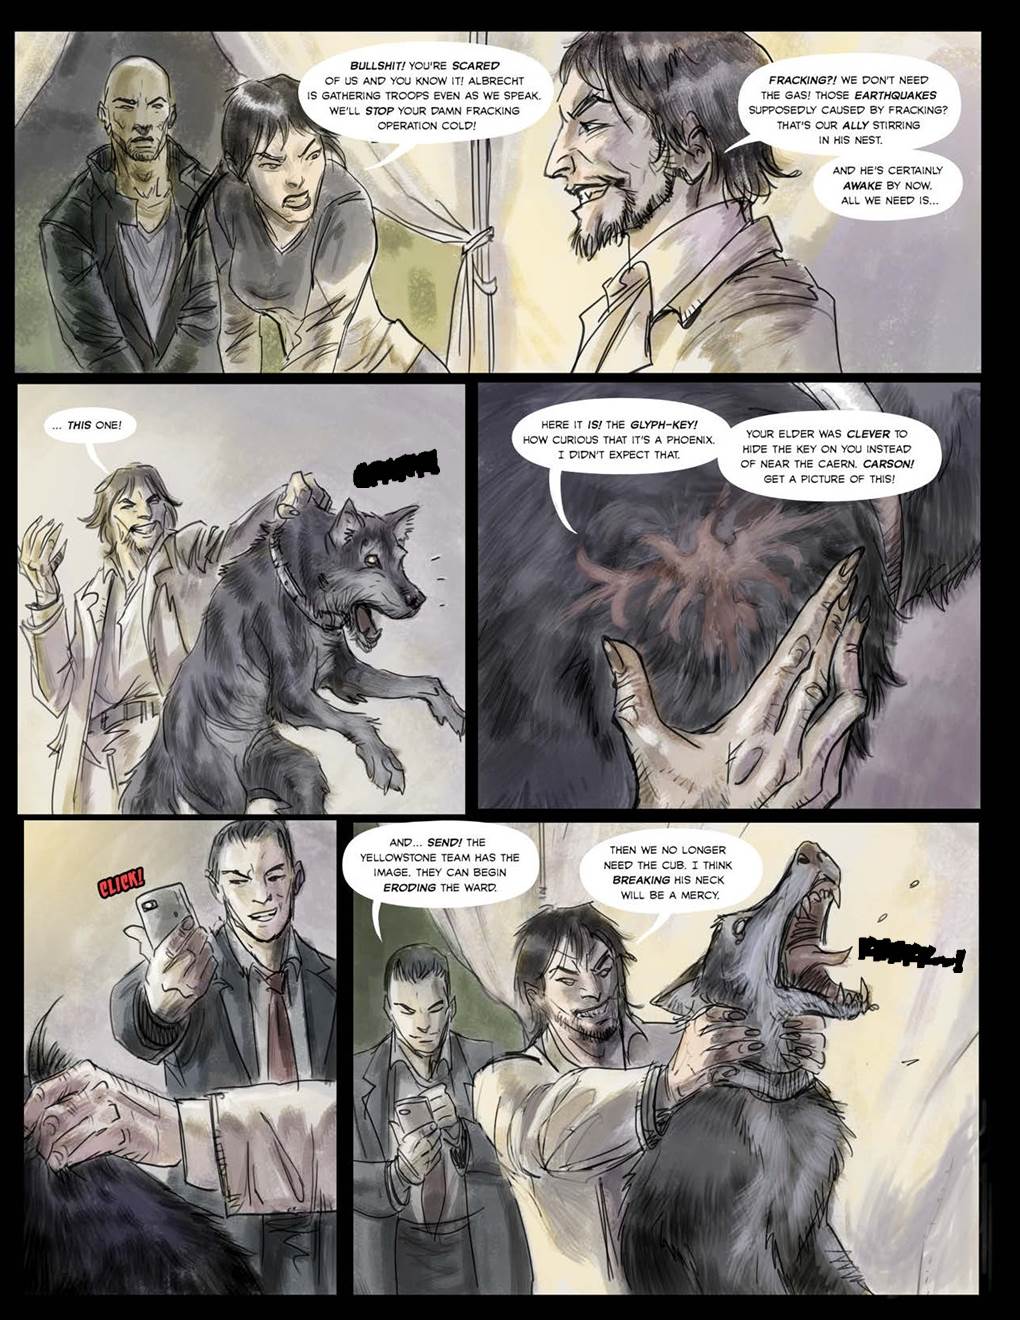 BULLSHIT! YOU'RE SCARED
OF US AND YOU KNOW IT! ALBRECHT
IS GATHERING TROOPS EVEN AS WE SPEAK.
WE'LL STOP YOUR DAMN FRACKING
OPERATION COLD!
FRACKING?! WE DON'T NEED
THE GAS! THOSE EARTHQUAKES
SUPPOSEDLY CAUSED BY FRACKING?
THAT'S OUR ALLY STIRRING
IN HIS NEST.
AND HE'S CERTAINLY
AWAKE BY NOW.
ALL WE NEED IS...
... THIS ONE!
HERE IT IS! THE GLYPH-KEY!
HOW CURIOUS THAT IT'S A PHOENIX.
I DIDN'T EXPECT THAT.
YOUR ELDER WAS CLEVER TO
HIDE THE KEY ON YOU INSTEAD
OF NEAR THE CAERN. CARSON!
GET A PICTURE OF THIS!
CLICK!
AND... SEND! THE
YELLOWSTONE TEAM HAS THE
IMAGE. THEY CAN BEGIN
ERODING THE WARD.
THEN WE NO LONGER
NEED THE CUB. I THINK
BREAKING HIS NECK
WILL BE A MERCY.